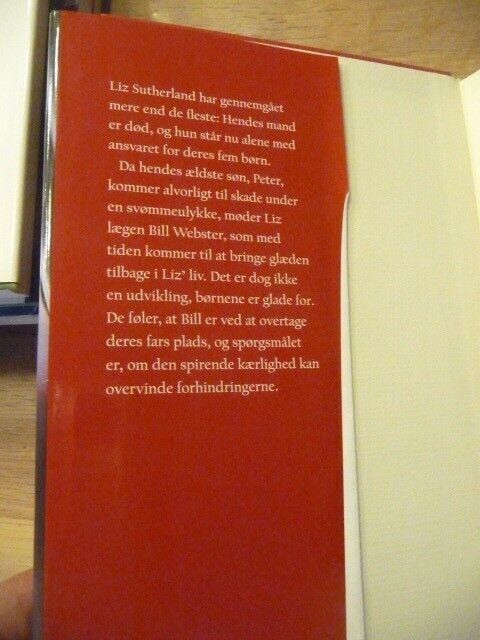 Liz Sutherland har gennemgået
mere end de fleste: Hendes mand
er død, og hun står nu alene med
ansvaret for deres fem børn.
Da hendes ældste søn, Peter,
kommer alvorligt til skade under
en svømmeulykke, møder Liz
lægen Bill Webster, som med
tiden kommer til at bringe glæden
tilbage i Liz' liv. Det er dog ikke
en udvikling, børnene er glade for.
De føler, at Bill er ved at overtage
deres fars plads, og spørgsmålet
er, om den spirende kærlighed kan
overvinde forhindringerne.